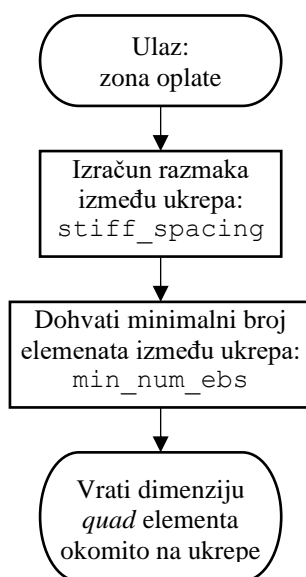 Ulaz:
zona oplate
Izračun razmaka
između ukrepa:
stiff_spacing
Dohvati minimalni broj
elemenata između ukrepa:
min_num_ebs
Vrati dimenziju
quad elementa
okomito na ukrepe